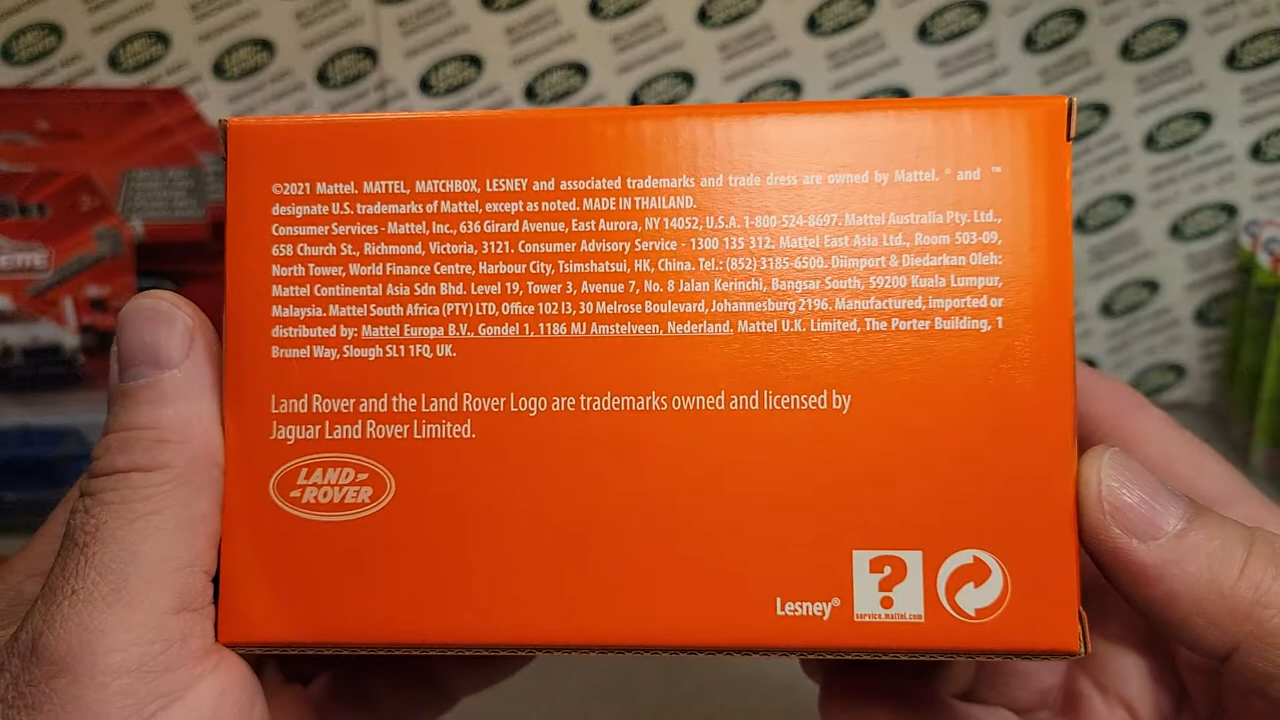 ©2021 Mattel. MATTEL, MATCHBOX, LESNEY and associated trademarks and trade dress are owned by Mattel. ® and ™
designate U.S. trademarks of Mattel, except as noted. MADE IN THAILAND.
Consumer Services - Mattel, Inc., 636 Girard Avenue, East Aurora, NY 14052, U.S.A. 1-800-524-8697. Mattel Australia Pty. Ltd.,
658 Church St., Richmond, Victoria, 3121. Consumer Advisory Service - 1300 135 312. Mattel East Asia Ltd., Room 503-09,
North Tower, World Finance Centre, Harbour City, Tsimshatsui, HK, China. Tel.: (852) 3185-6500. Diimport & Diedarkan Oleh:
Mattel Continental Asia Sdn Bhd. Level 19, Tower 3, Avenue 7, No. 8 Jalan Kerinchi, Bangsar South, 59200 Kuala Lumpur,
Malaysia. Mattel South Africa (PTY) LTD, Office 102 I3, 30 Melrose Boulevard, Johannesburg 2196. Manufactured, imported or
distributed by: Mattel Europa B.V., Gondel 1, 1186 MJ Amstelveen, Nederland. Mattel U.K. Limited, The Porter Building, 1
Brunel Way, Slough SL1 1FQ, UK.
Land Rover and the Land Rover Logo are trademarks owned and licensed by
Jaguar Land Rover Limited.
LAND-
-ROVER
Lesney®
?
service.mattel.com